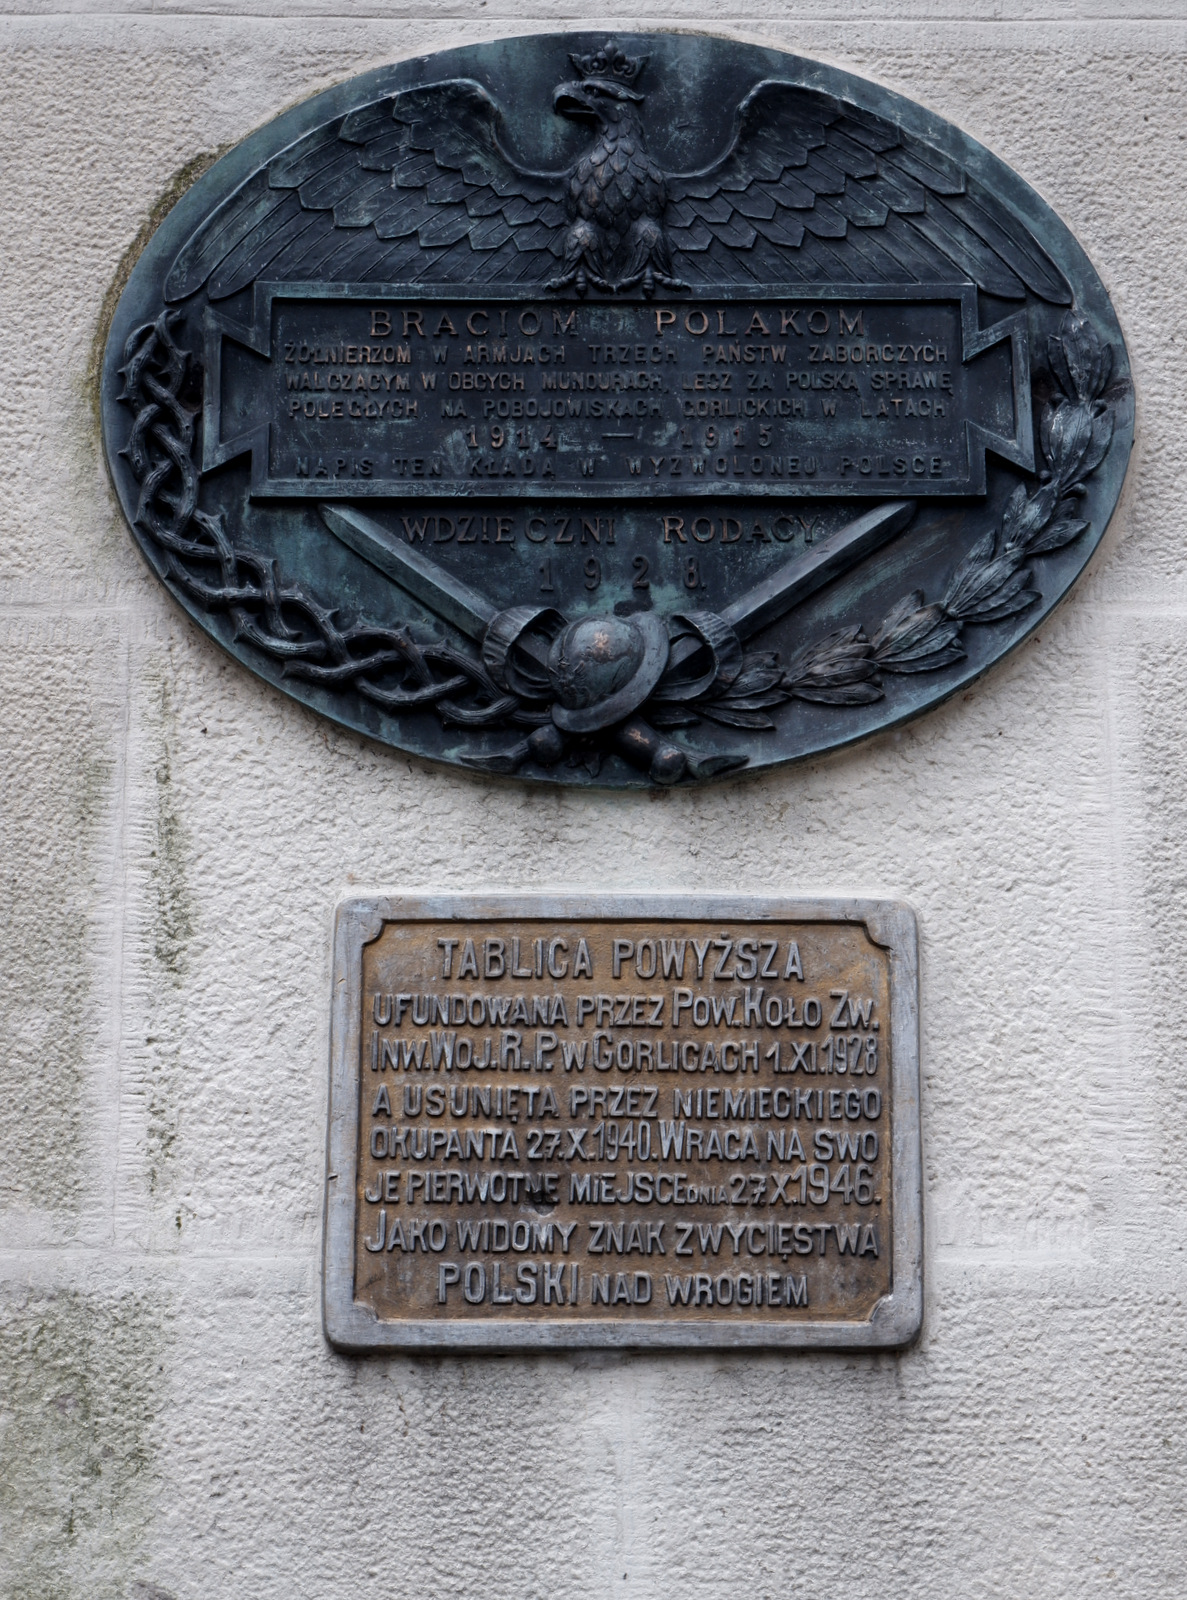 BRACIOM POLAKOM
ŻOŁNIERZOM W ARMJACH TRZECH PAŃSTW ZABORCZYCH
WALCZĄCYM W OBCYCH MUNDURACH, LECZ ZA POLSKĄ SPRAWĘ
POLEGŁYCH NA POBOJOWISKACH GORLICKICH W LATACH
1914 — 1915
NAPIS TEN KŁADĄ W WYZWOLONEJ POLSCE
WDZIĘCZNI RODACY
1928.
TABLICA POWYŻSZA
UFUNDOWANA PRZEZ POW. KOŁO ZW.
INW. WOJ. R. P. W GORLICACH 1.XI.1928
A USUNIĘTA PRZEZ NIEMIECKIEGO
OKUPANTA 27.X.1940. WRACA NA SWO
JE PIERWOTNE MIEJSCE DNIA 27.X.1946.
JAKO WIDOMY ZNAK ZWYCIĘSTWA
POLSKI NAD WROGIEM